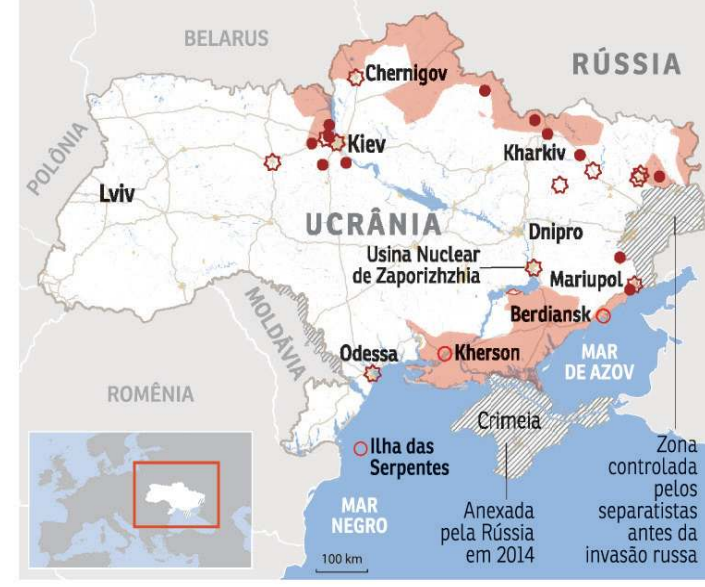 BELARUS
RÚSSIA
Chernigov
POLÔNIA
Kiev
Kharkiv
Lviv
UCRÂNIA
Dnipro
Usina Nuclear
de Zaporizhzhia
Mariupol
MOLDÁVIA
Berdiansk
Odessa
Kherson
MAR
DE AZOV
ROMÊNIA
Crimeia
Ilha das
Serpentes
Zona
controlada
pelos
separatistas
antes da
invasão russa
MAR
NEGRO
Anexada
pela Rússia
em 2014
100 km